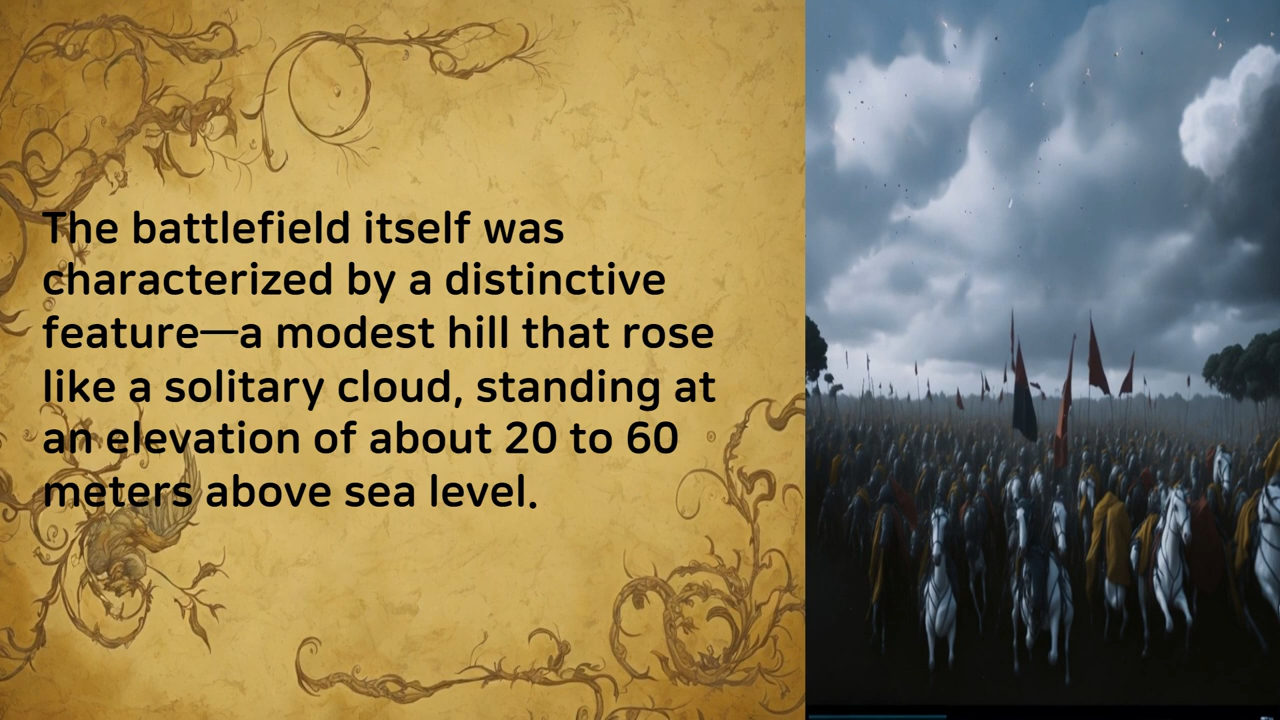 The battlefield itself was
characterized by a distinctive
feature—a modest hill that rose
like a solitary cloud, standing at
an elevation of about 20 to 60
meters above sea level.